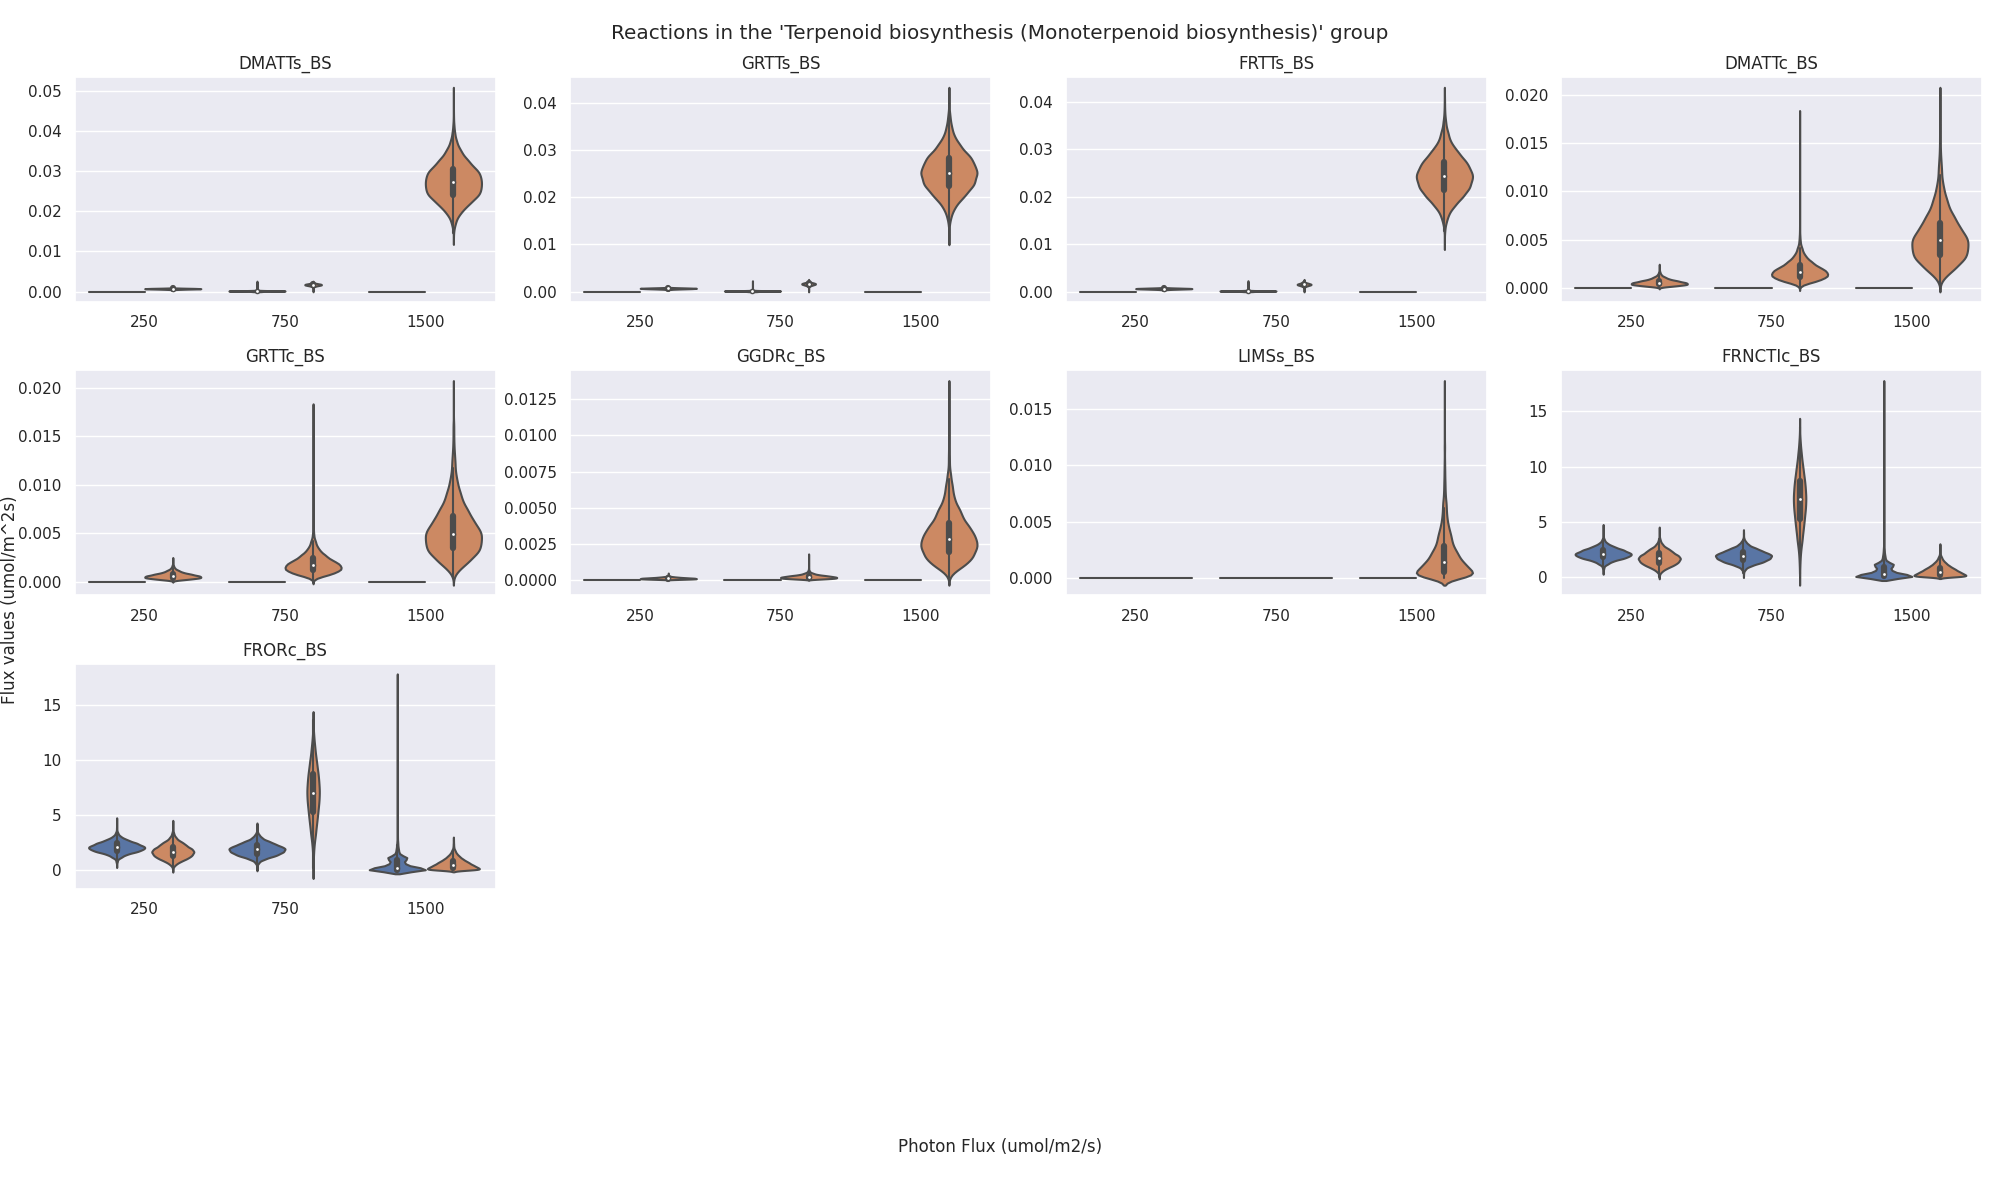 Reactions in the 'Terpenoid biosynthesis (Monoterpenoid biosynthesis)' group
DMATTs_BS
0.05
0.04
0.03
0.02
0.01
0.00
250 750 1500
GRTTs_BS
0.04
0.03
0.02
0.01
0.00
250 750 1500
FRTTs_BS
0.04
0.03
0.02
0.01
0.00
250 750 1500
DMATTc_BS
0.020
0.015
0.010
0.005
0.000
250 750 1500
GRTTc_BS
0.020
0.015
0.010
0.005
0.000
250 750 1500
GGDRc_BS
0.0125
0.0100
0.0075
0.0050
0.0025
0.0000
250 750 1500
LIMSs_BS
0.015
0.010
0.005
0.000
250 750 1500
FRNCTIc_BS
15
10
5
0
250 750 1500
FRORc_BS
15
10
5
0
250 750 1500
Flux values (umol/m^2s)
Photon Flux (umol/m2/s)